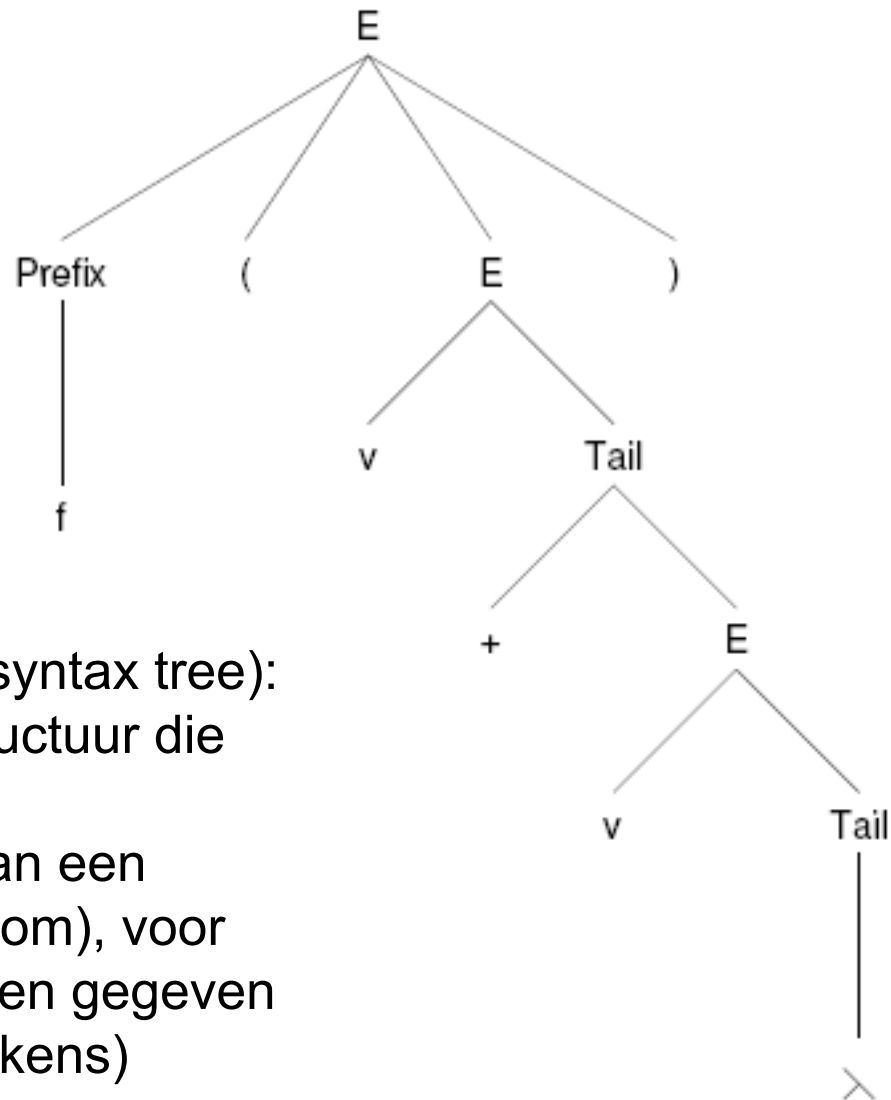 E
Prefix ( E )
v Tail
f
+ E
syntax tree):
uctuur die
v Tail
an een
om), voor
en gegeven
kens)
λ